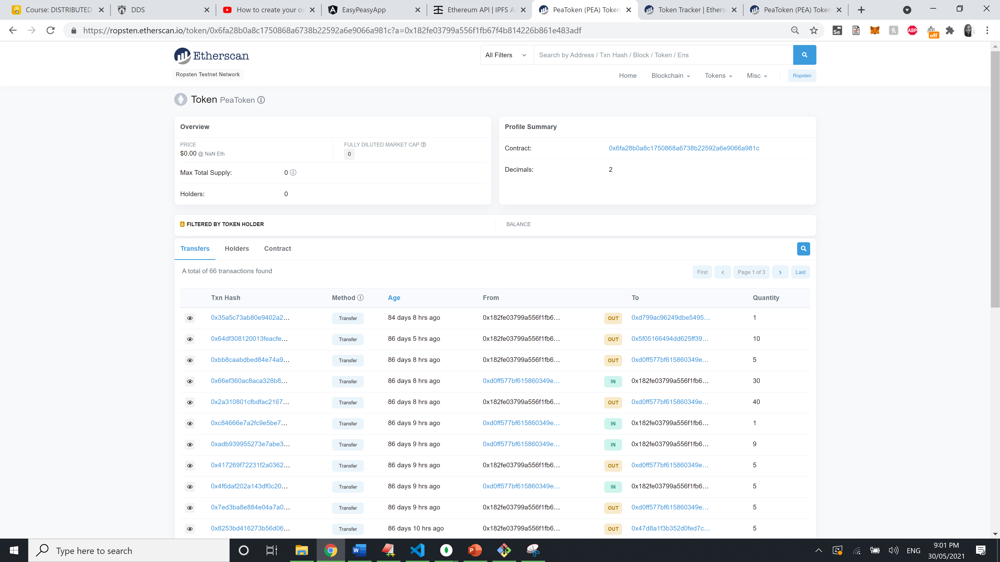 Course: DISTRIBUTED
DDS
How to create your ow
EasyPeasyApp
Ethereum API | IPFS A
PeaToken (PEA) Token
Token Tracker | Ethers
PeaToken (PEA) Token
https://ropsten.etherscan.io/token/0x6fa28b0a8c1750868a6738b22592a6e9066a981c?a=0x182fe03799a556f1fb67f4b814226b861e483adf
Se
XP
ABP
off
Etherscan
All Filters
Search by Address / Txn Hash / Block / Token / Ens
Ropsten Testnet Network
Home Blockchain Tokens Misc Ropsten
Token PeaToken
Overview
PRICE
$0.00 @ NaN Eth
FULLY DILUTED MARKET CAP
0
Max Total Supply: 0
Holders: 0
Profile Summary
Contract: 0x6fa28b0a8c1750868a6738b22592a6e9066a981c
Decimals: 2
FILTERED BY TOKEN HOLDER
BALANCE
Transfers Holders Contract
A total of 66 transactions found
First Page 1 of 3 Last
Txn Hash Method Age From To Quantity
0x35a5c73ab80e9402a2... Transfer 84 days 8 hrs ago 0x182fe03799a556f1fb6... OUT 0xd799ac96249dbe5495... 1
0x64df308120013feacfe... Transfer 86 days 5 hrs ago 0x182fe03799a556f1fb6... OUT 0x5f05166494dd625ff39... 10
0xbb8caabdbed84e74a9... Transfer 86 days 8 hrs ago 0x182fe03799a556f1fb6... OUT 0xd0ff577bf615860349e... 5
0x66ef360ac8aca328b8... Transfer 86 days 8 hrs ago 0xd0ff577bf615860349e... IN 0x182fe03799a556f1fb6... 30
0x2a310801cfbdfac2167... Transfer 86 days 8 hrs ago 0x182fe03799a556f1fb6... OUT 0xd0ff577bf615860349e... 40
0xc84666e7a2fc9e5be7... Transfer 86 days 9 hrs ago 0xd0ff577bf615860349e... IN 0x182fe03799a556f1fb6... 1
0xadb939955273e7abe3... Transfer 86 days 9 hrs ago 0xd0ff577bf615860349e... IN 0x182fe03799a556f1fb6... 9
0x417269f72231f2a0362... Transfer 86 days 9 hrs ago 0x182fe03799a556f1fb6... OUT 0xd0ff577bf615860349e... 5
0x4f6daf202a143df0c20... Transfer 86 days 9 hrs ago 0xd0ff577bf615860349e... IN 0x182fe03799a556f1fb6... 5
0x7ed3ba8e884e04a7a0... Transfer 86 days 9 hrs ago 0x182fe03799a556f1fb6... OUT 0xd0ff577bf615860349e... 5
0x8253bd416273b56d06... Transfer 86 days 10 hrs ago 0x182fe03799a556f1fb6... OUT 0x47d8a1f3b352d0fed7c... 5
Type here to search
ENG
9:01 PM
30/05/2021